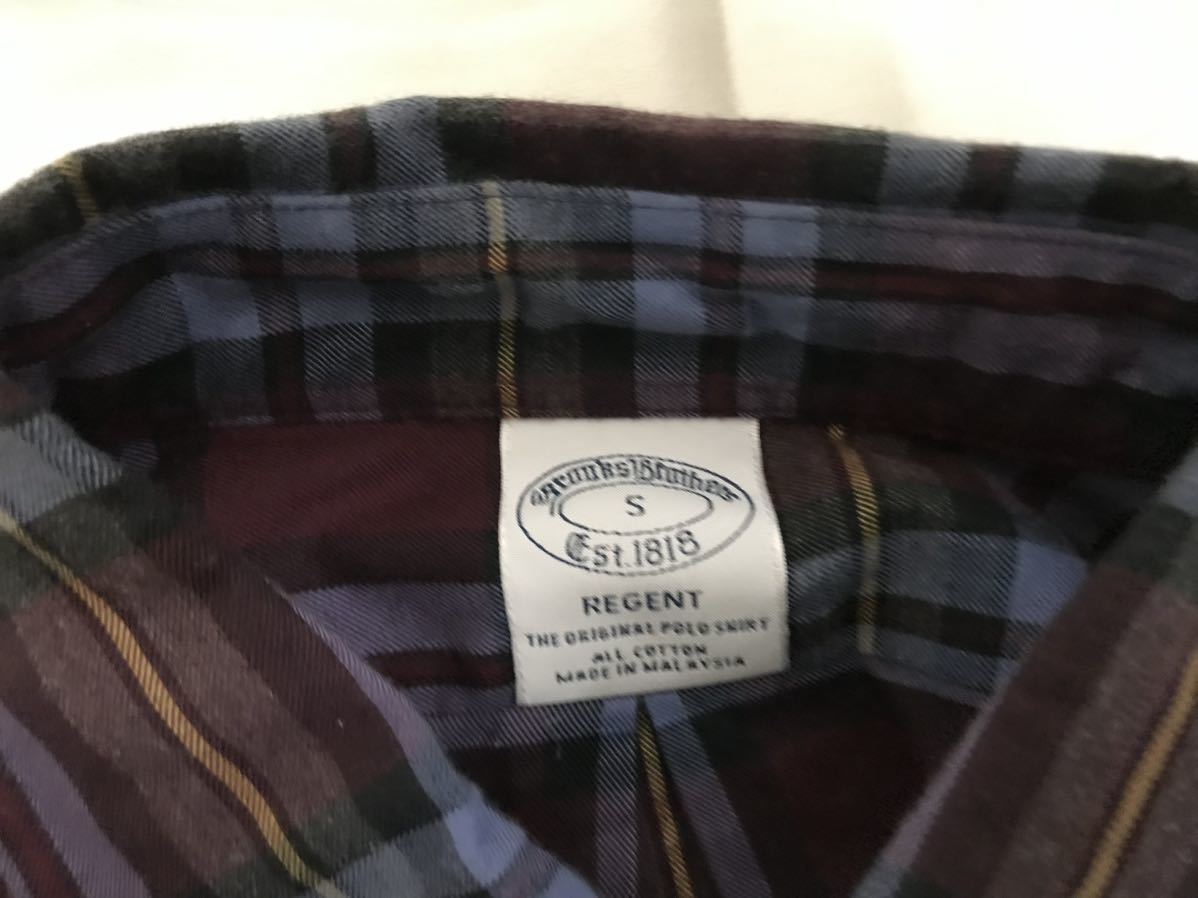 Brooks Brothers
S
Est. 1818
REGENT
THE ORIGINAL POLO SHIRT
ALL COTTON
MADE IN MALAYSIA